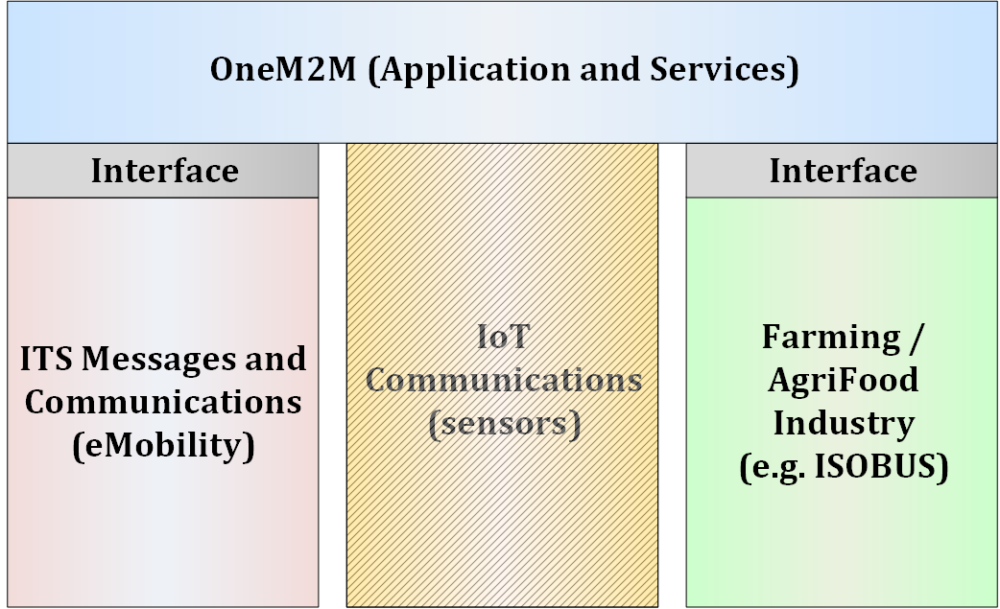 OneM2M (Application and Services)
Interface
Interface
ITS Messages and
Communications
(eMobility)
IoT
Communications
(sensors)
Farming /
AgriFood
Industry
(e.g. ISOBUS)